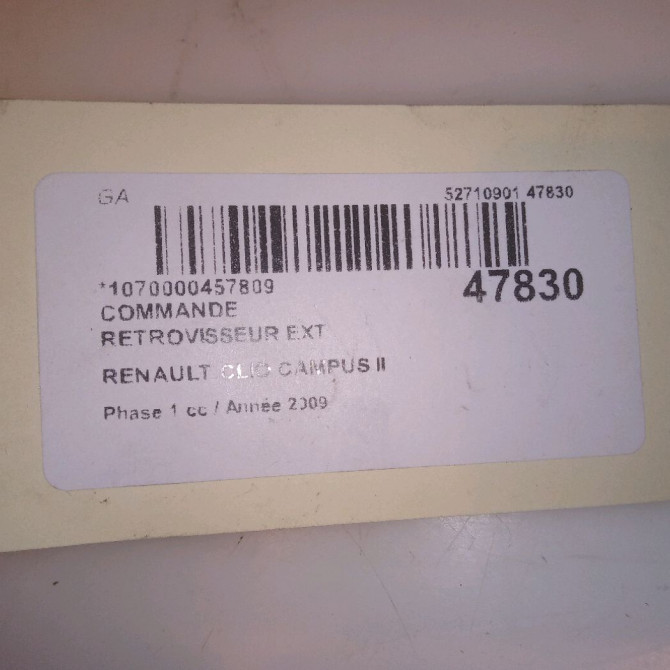 GA
52710901 47830
*1070000457809
47830
COMMANDE
RETROVISSEUR EXT
RENAULT CLIO CAMPUS II
Phase 1 cc / Année 2009